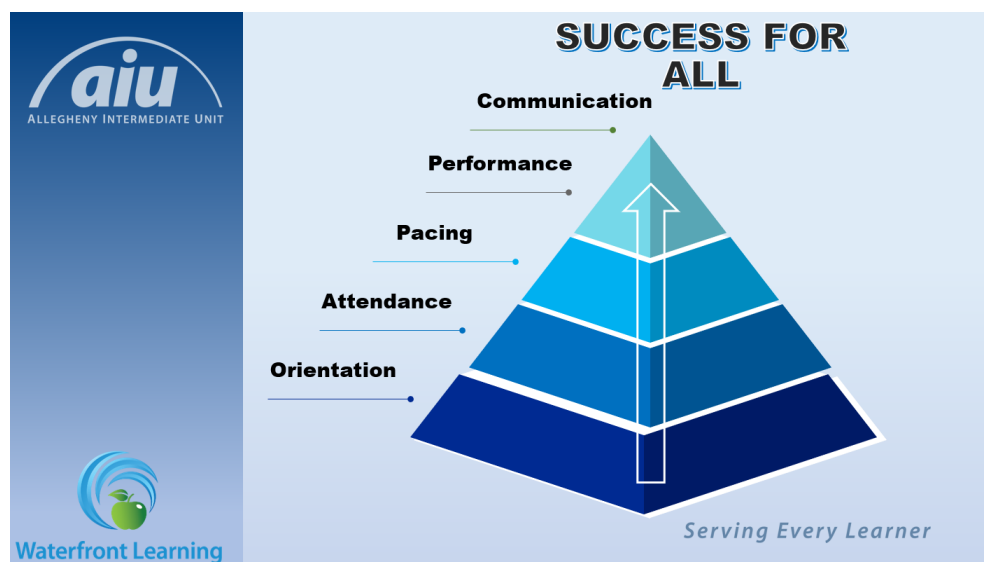 aiu
ALLEGHENY INTERMEDIATE UNIT
SUCCESS FOR
ALL
Communication
Performance
Pacing
Attendance
Orientation
Serving Every Learner
Waterfront Learning